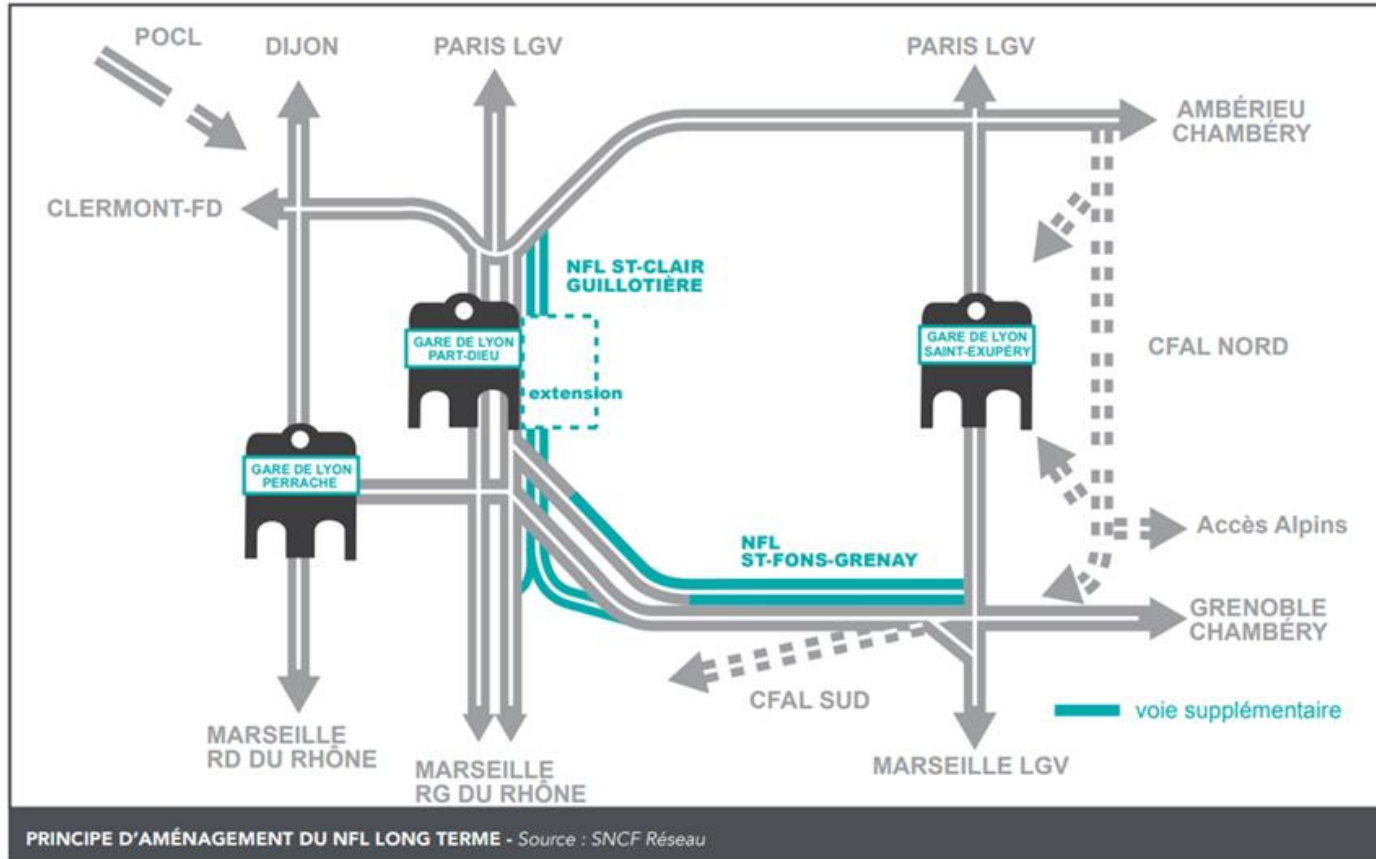 POCL
DIJON
PARIS LGV
PARIS LGV
AMBÉRIEU
CHAMBÉRY
CLERMONT-FD
NFL ST-CLAIR
GUILLOTIÈRE
GARE DE LYON
PART-DIEU
GARE DE LYON
SAINT-EXUPÉRY
CFAL NORD
extension
GARE DE LYON
PERRACHE
NFL
ST-FONS-GRENAY
Accès Alpins
GRENOBLE
CHAMBÉRY
CFAL SUD
voie supplémentaire
MARSEILLE
RD DU RHÔNE
MARSEILLE
RG DU RHÔNE
MARSEILLE LGV
PRINCIPE D'AMÉNAGEMENT DU NFL LONG TERME - Source : SNCF Réseau